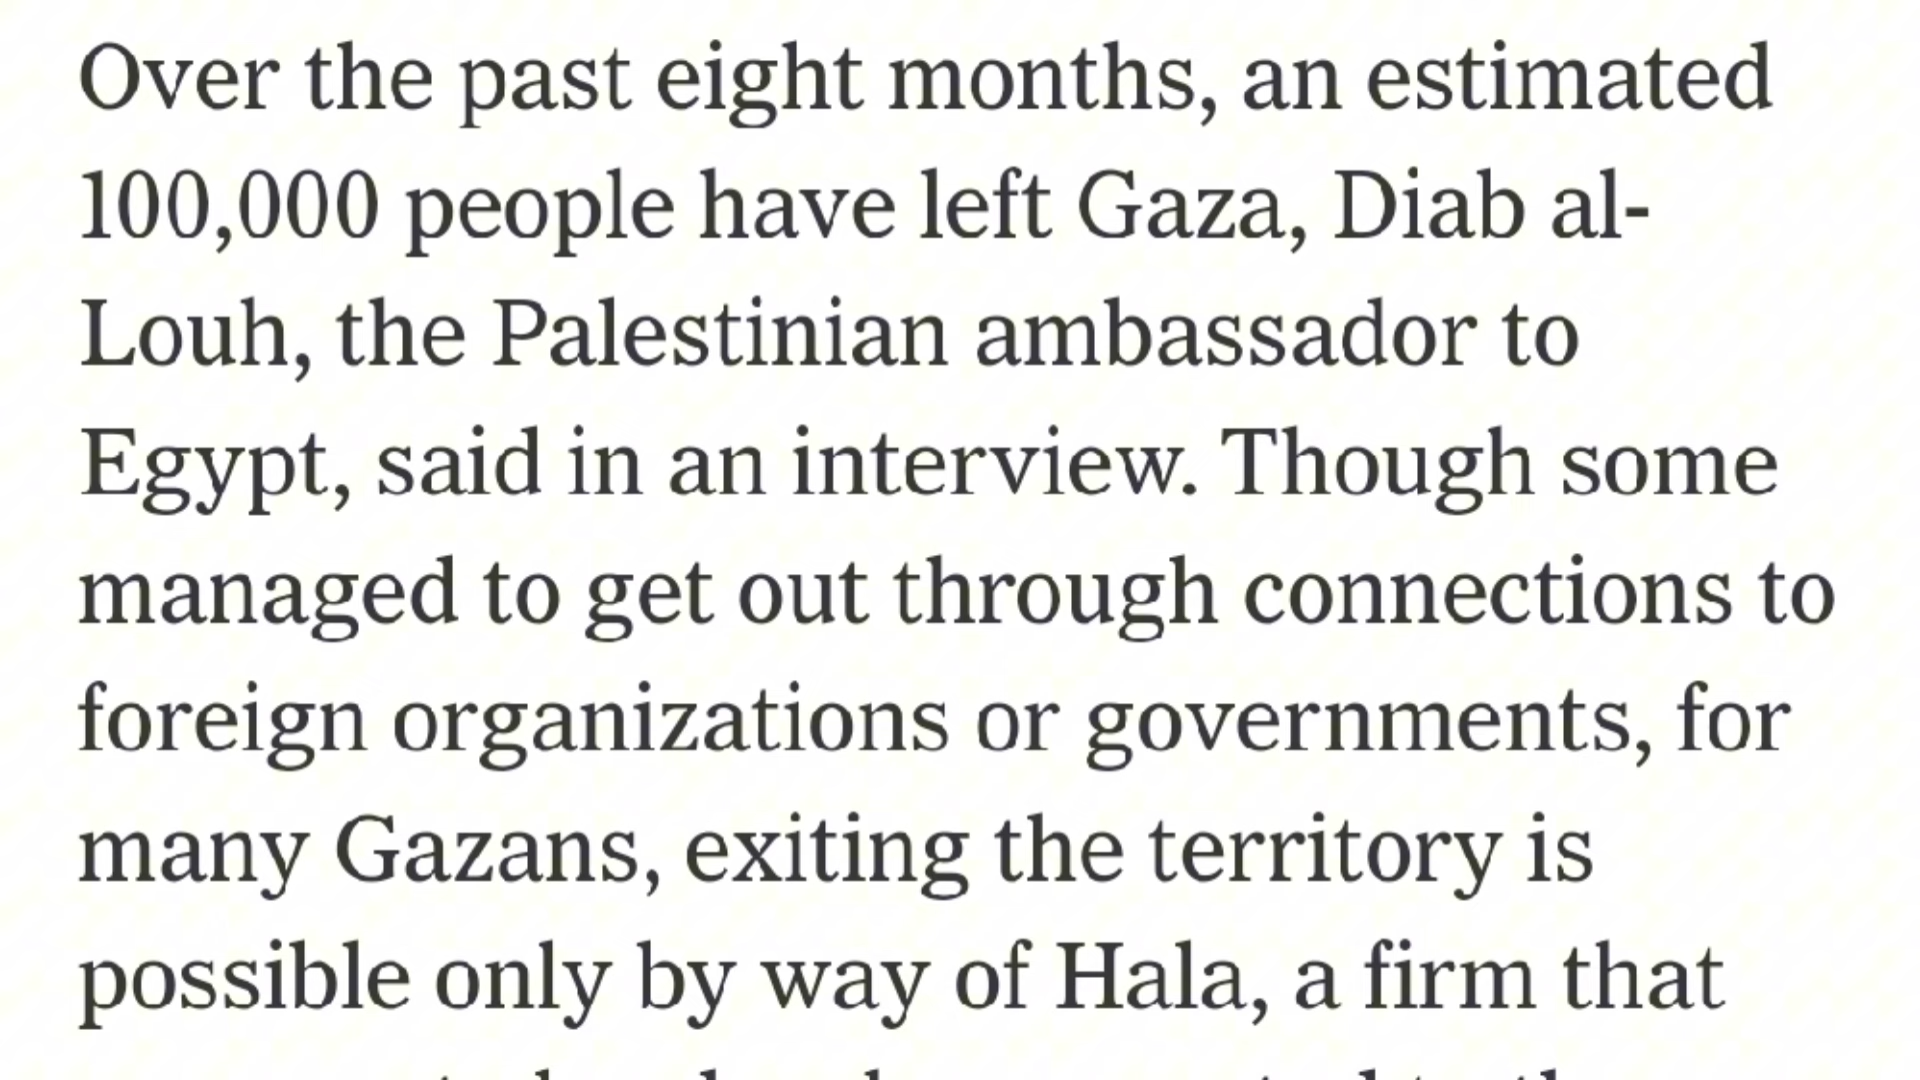 Over the past eight months, an estimated
100,000 people have left Gaza, Diab al-
Louh, the Palestinian ambassador to
Egypt, said in an interview. Though some
managed to get out through connections to
foreign organizations or governments, for
many Gazans, exiting the territory is
possible only by way of Hala, a firm that